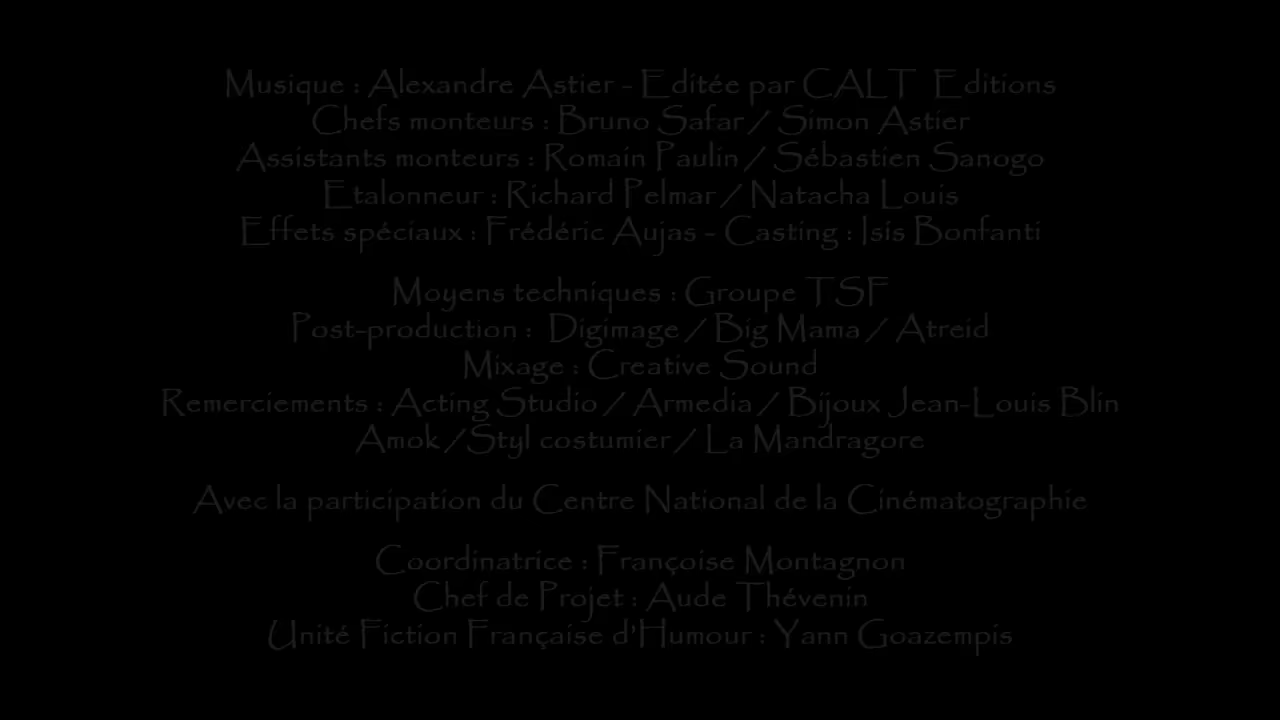 Musique : Alexandre Astier - Editée par CALT Editions
Chefs monteurs : Bruno Safar / Simon Astier
Assistants monteurs : Romain Paulin / Sébastien Sanogo
Etalonneur : Richard Pelmar / Natacha Louis
Effets spéciaux : Frédéric Aujas - Casting : Isis Bonfanti
Moyens techniques : Groupe TSF
Post-production : Digimage / Big Mama / Atreid
Mixage : Creative Sound
Remerciements : Acting Studio / Armedia / Bijoux Jean-Louis Blin
Amok / Styl costumier / La Mandragore
Avec la participation du Centre National de la Cinématographie
Coordinatrice : Françoise Montagnon
Chef de Projet : Aude Thévenin
Unité Fiction Française d'Humour : Yann Goazempis